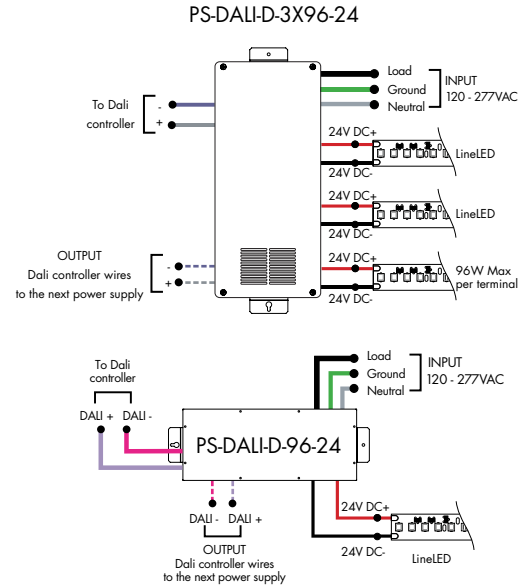 PS-DALI-D-3X96-24
Load
Ground
Neutral
INPUT
120 - 277VAC
To Dali
controller
-
+
24V DC+
24V DC-
LineLED
24V DC+
24V DC-
LineLED
24V DC+
24V DC-
96W Max
per terminal
OUTPUT
Dali controller wires
to the next power supply
-
+
To Dali
controller
DALI + DALI -
Load
Ground
Neutral
INPUT
120 - 277VAC
PS-DALI-D-96-24
DALI - DALI +
OUTPUT
Dali controller wires
to the next power supply
24V DC+
24V DC-
LineLED